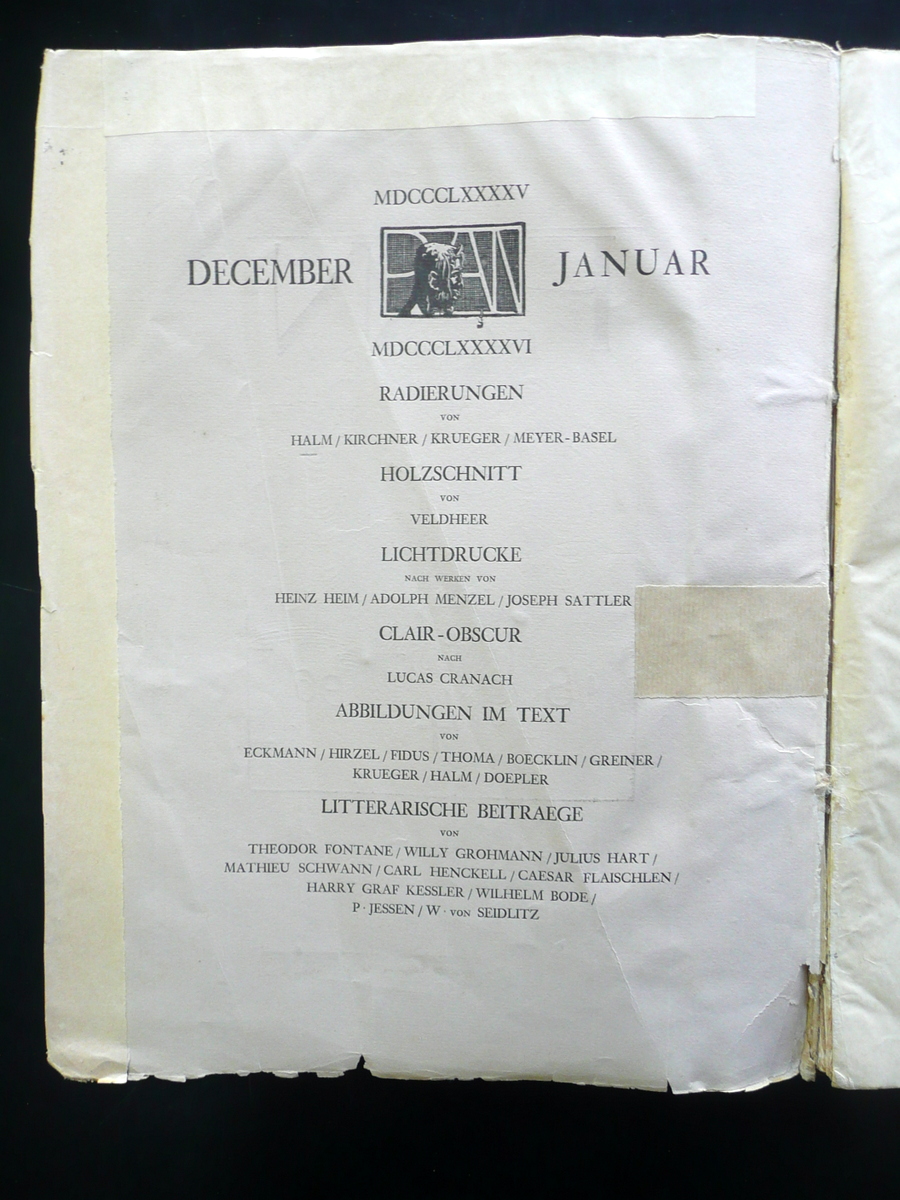 MDCCCLXXXXV
DECEMBER PAN JANUAR
MDCCCLXXXXVI
RADIERUNGEN
VON
HALM / KIRCHNER / KRUEGER / MEYER-BASEL
HOLZSCHNITT
VON
VELDHEER
LICHTDRUCKE
NACH WERKEN VON
HEINZ HEIM / ADOLPH MENZEL / JOSEPH SATTLER
CLAIR-OBSCUR
NACH
LUCAS CRANACH
ABBILDUNGEN IM TEXT
VON
ECKMANN / HIRZEL / FIDUS / THOMA / BOECKLIN / GREINER /
KRUEGER / HALM / DOEPLER
LITTERARISCHE BEITRAEGE
VON
THEODOR FONTANE / WILLY GROHMANN / JULIUS HART /
MATHIEU SCHWANN / CARL HENCKELL / CAESAR FLAISCHLEN /
HARRY GRAF KESSLER / WILHELM BODE /
P · JESSEN / W · VON SEIDLITZ